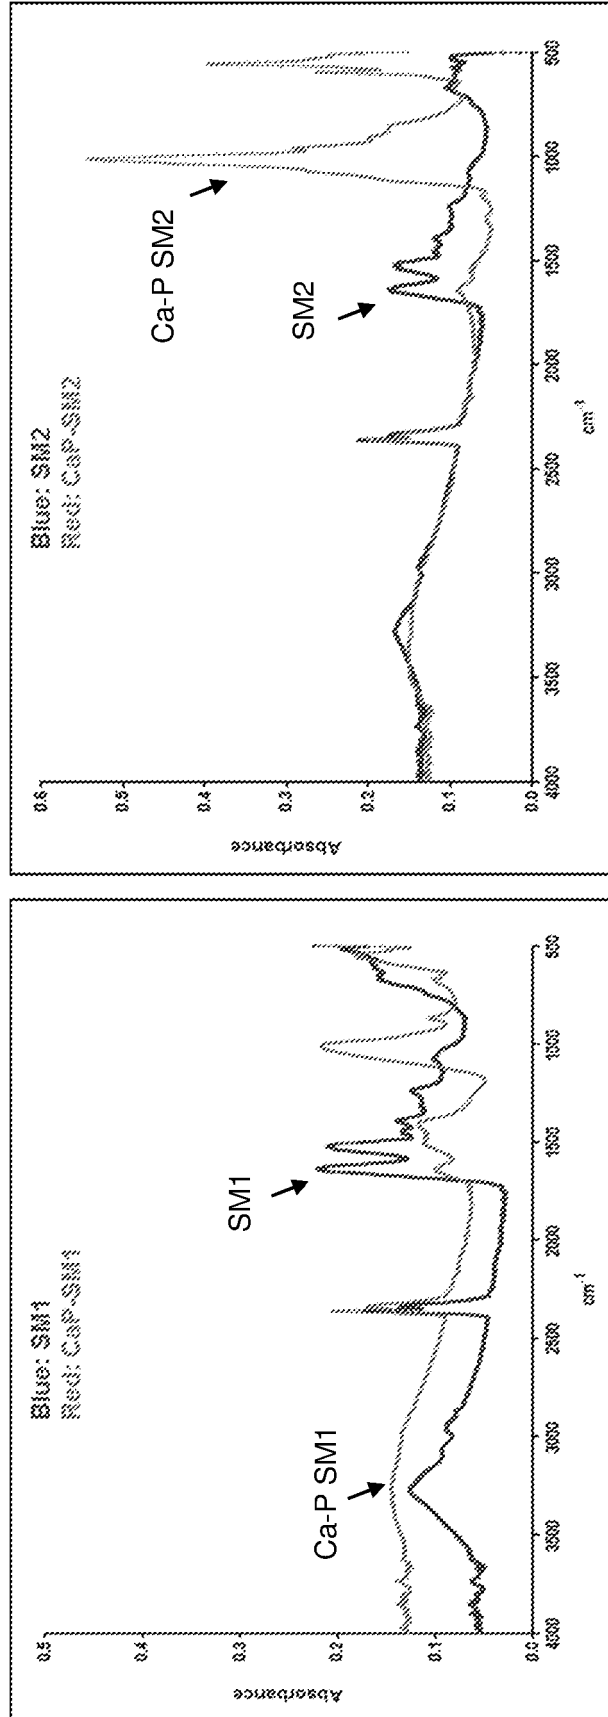 Blue: SM1
Red: CaP-SM1
SM1
Ca-P SM1
Absorbance
0.5
0.4
0.3
0.2
0.1
0.0
4000
3500
3000
2500
2000
1500
1000
cm-1
Blue: SM2
Red: CaP-SM2
Ca-P SM2
SM2
Absorbance
0.6
0.5
0.4
0.3
0.2
0.1
0.0
4000
3500
3000
2500
2000
1500
1000
600
cm-1